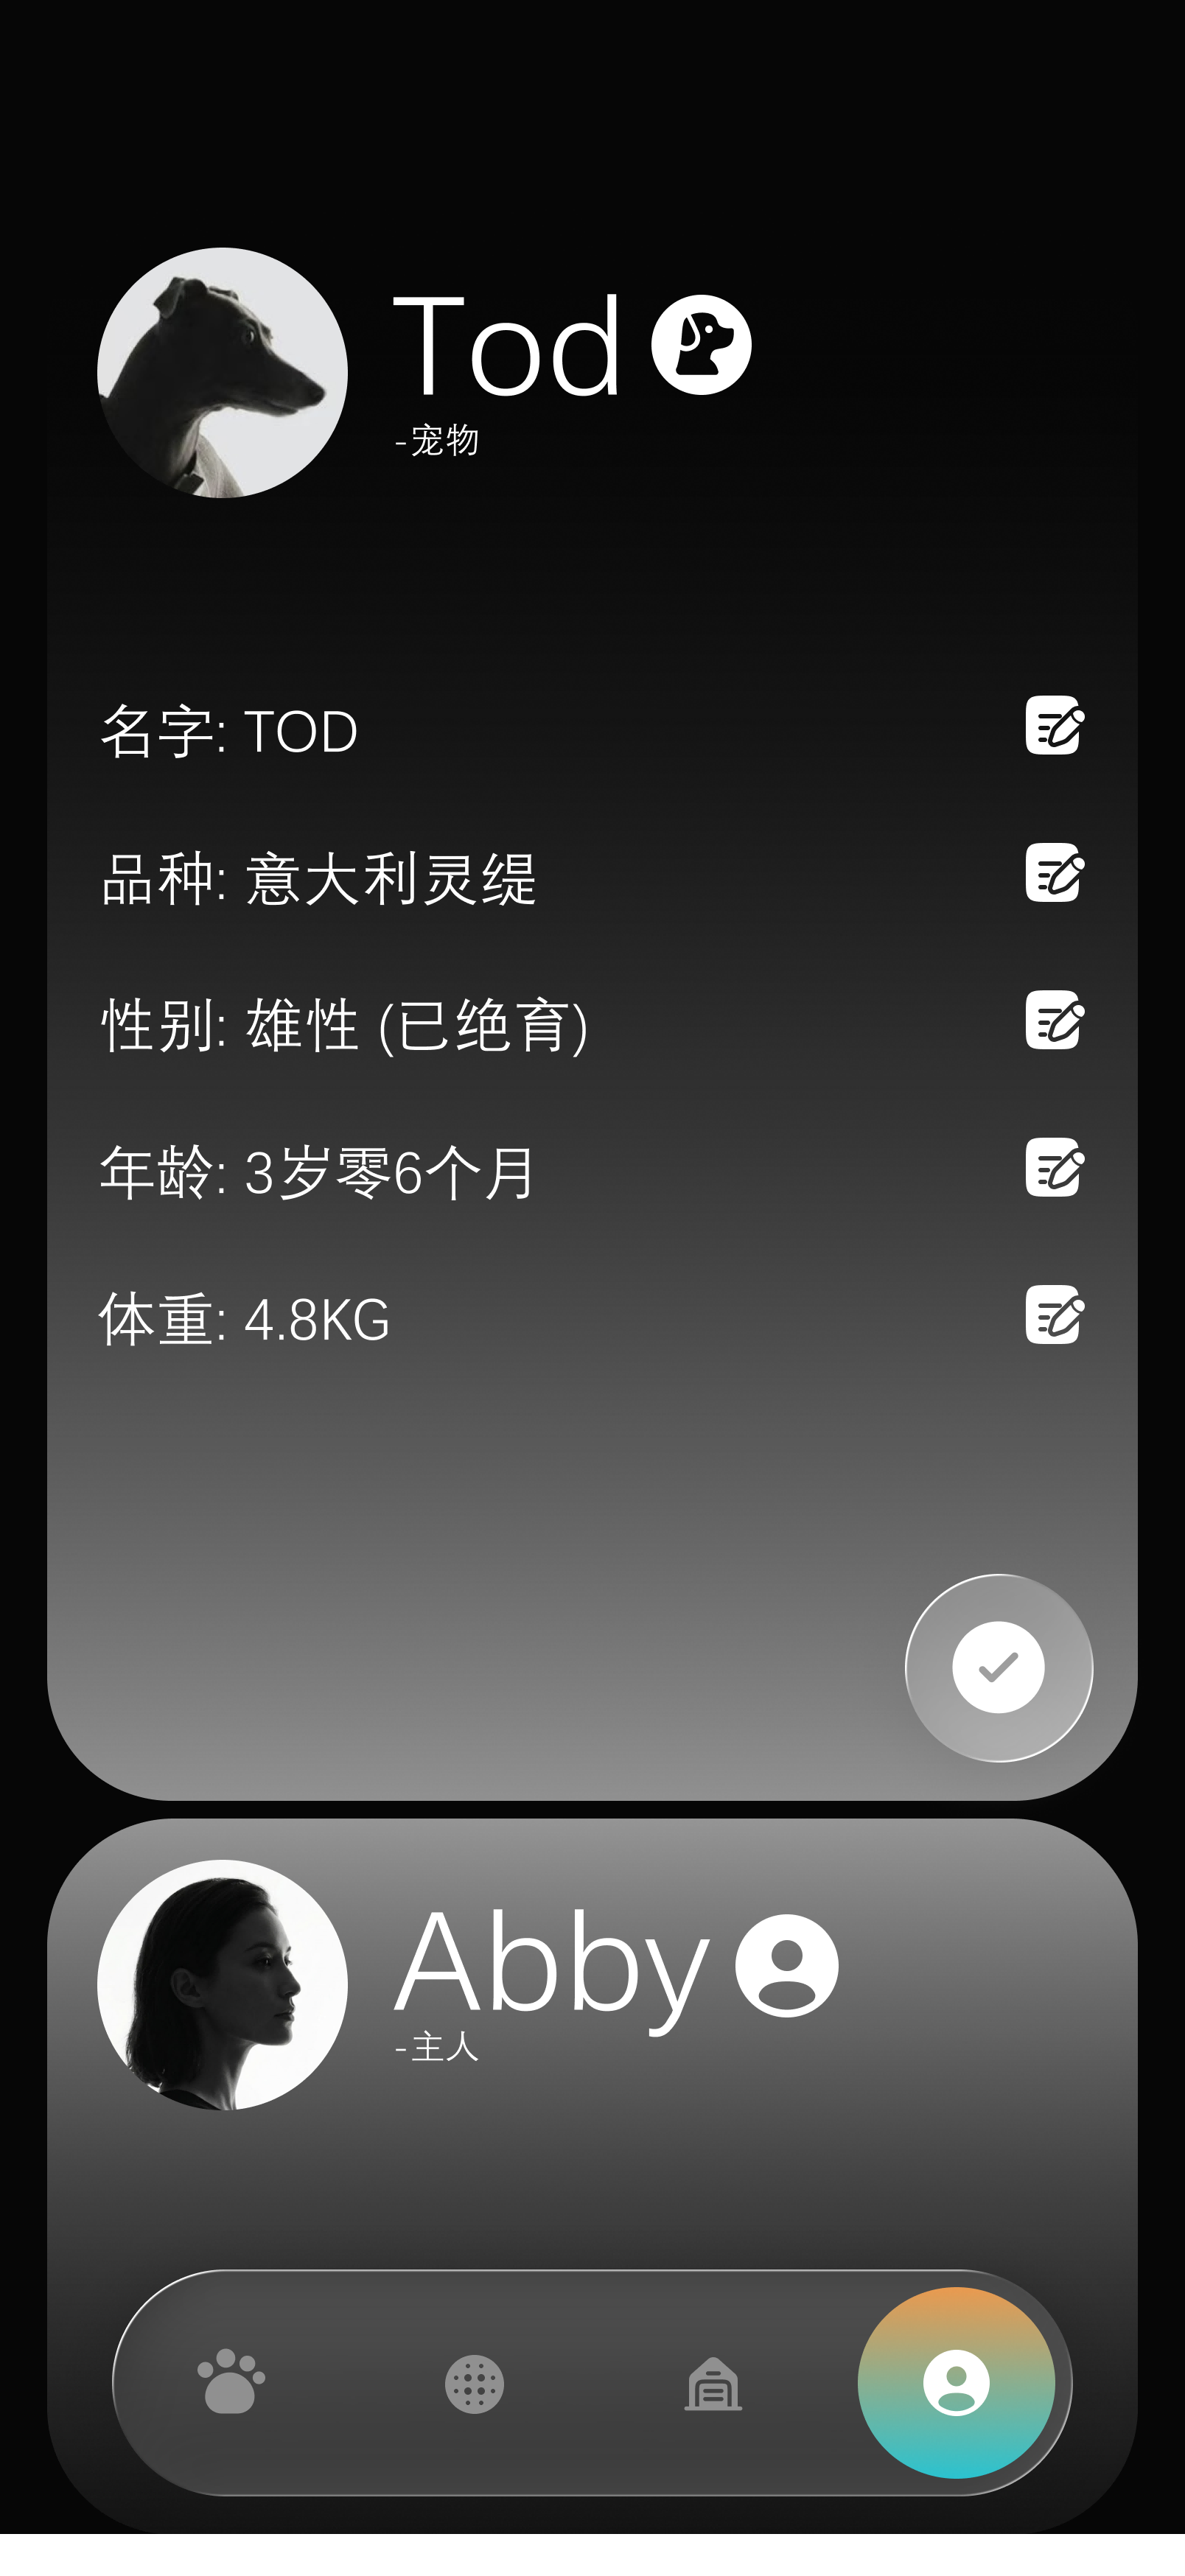 Tod
-宠物
名字: TOD
品种: 意大利灵缇
性别: 雄性 (已绝育)
年龄: 3岁零6个月
体重: 4.8KG
Abby
-主人